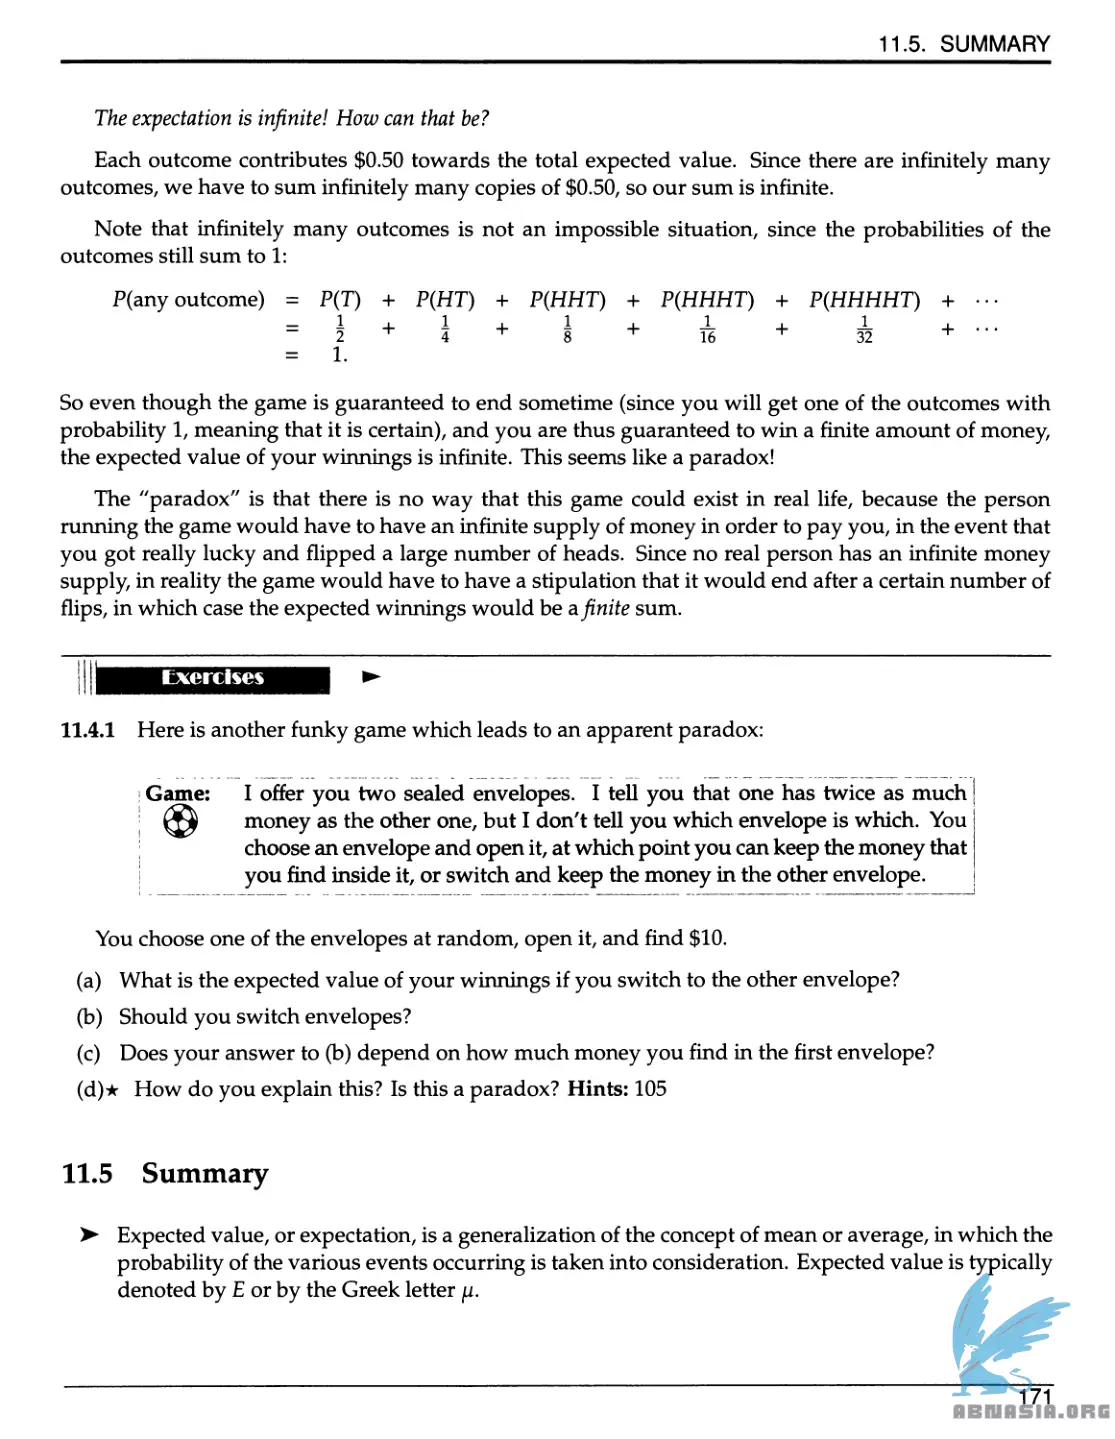 11.5. SUMMARY
The expectation is infinite! How can that be?
Each outcome contributes $0.50 towards the total expected value. Since there are infinitely many
outcomes, we have to sum infinitely many copies of $0.50, so our sum is infinite.
Note that infinitely many outcomes is not an impossible situation, since the probabilities of the
outcomes still sum to 1:
P(any outcome) = P(T) + P(HT) + P(HHT) + P(HHHT) + P(HHHHT) + ···
= 1/2 + 1/4 + 1/8 + 1/16 + 1/32 + ···
= 1.
So even though the game is guaranteed to end sometime (since you will get one of the outcomes with
probability 1, meaning that it is certain), and you are thus guaranteed to win a finite amount of money,
the expected value of your winnings is infinite. This seems like a paradox!
The "paradox" is that there is no way that this game could exist in real life, because the person
running the game would have to have an infinite supply of money in order to pay you, in the event that
you got really lucky and flipped a large number of heads. Since no real person has an infinite money
supply, in reality the game would have to have a stipulation that it would end after a certain number of
flips, in which case the expected winnings would be a finite sum.
Exercises
11.4.1 Here is another funky game which leads to an apparent paradox:
Game: I offer you two sealed envelopes. I tell you that one has twice as much
money as the other one, but I don't tell you which envelope is which. You
choose an envelope and open it, at which point you can keep the money that
you find inside it, or switch and keep the money in the other envelope.
You choose one of the envelopes at random, open it, and find $10.
(a) What is the expected value of your winnings if you switch to the other envelope?
(b) Should you switch envelopes?
(c) Does your answer to (b) depend on how much money you find in the first envelope?
(d)★ How do you explain this? Is this a paradox? Hints: 105
11.5 Summary
➤ Expected value, or expectation, is a generalization of the concept of mean or average, in which the
probability of the various events occurring is taken into consideration. Expected value is typically
denoted by E or by the Greek letter μ.
171
ABNASIA.ORG